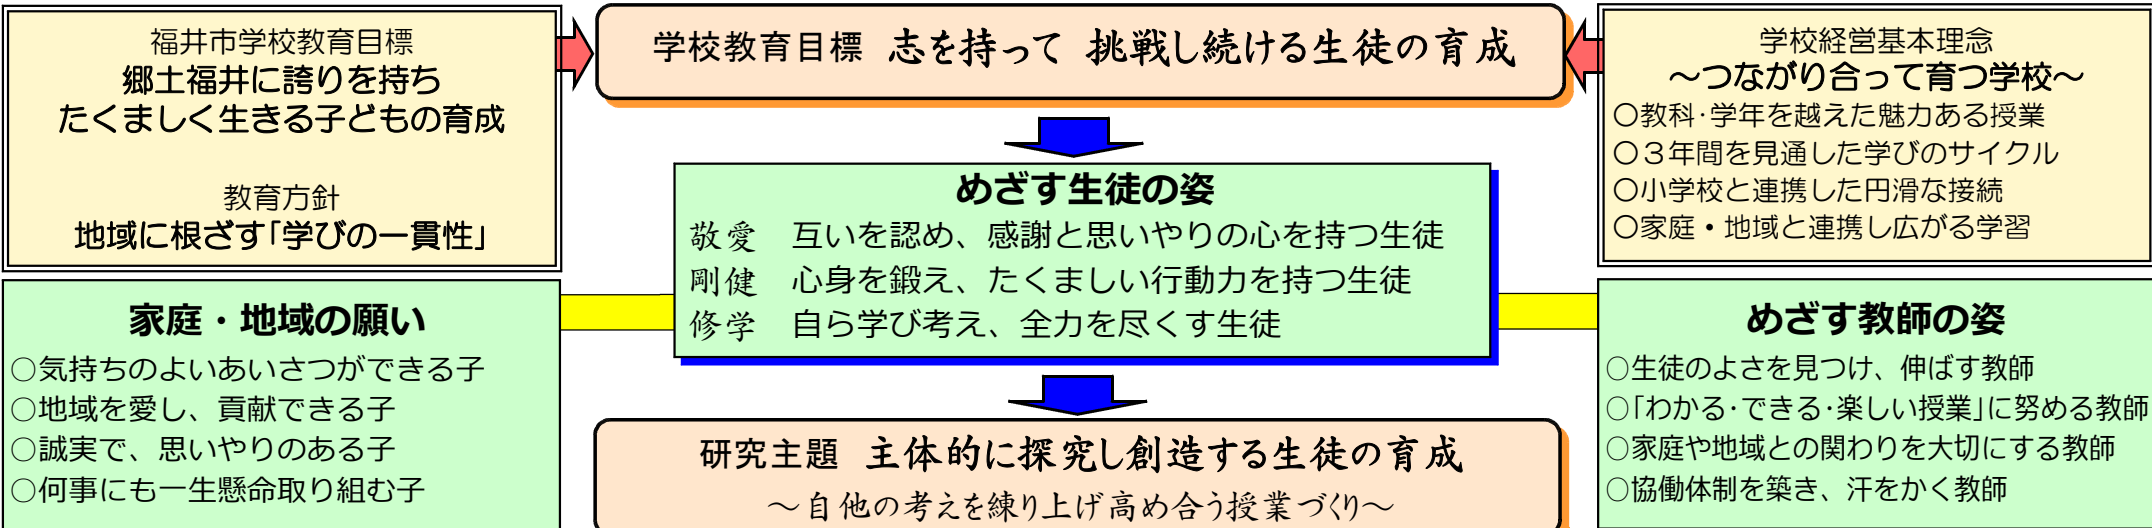 福井市学校教育目標
郷土福井に誇りを持ち
たくましく生きる子どもの育成
教育方針
地域に根ざす「学びの一貫性」
学校教育目標 志を持って 挑戦し続ける生徒の育成
学校経営基本理念
～つながり合って育つ学校～
○教科・学年を越えた魅力ある授業
○３年間を見通した学びのサイクル
○小学校と連携した円滑な接続
○家庭・地域と連携し広がる学習
めざす生徒の姿
敬愛 互いを認め、感謝と思いやりの心を持つ生徒
剛健 心身を鍛え、たくましい行動力を持つ生徒
修学 自ら学び考え、全力を尽くす生徒
家庭・地域の願い
○気持ちのよいあいさつができる子
○地域を愛し、貢献できる子
○誠実で、思いやりのある子
○何事にも一生懸命取り組む子
めざす教師の姿
○生徒のよさを見つけ、伸ばす教師
○「わかる・できる・楽しい授業」に努める教師
○家庭や地域との関わりを大切にする教師
○協働体制を築き、汗をかく教師
研究主題 主体的に探究し創造する生徒の育成
～自他の考えを練り上げ高め合う授業づくり～